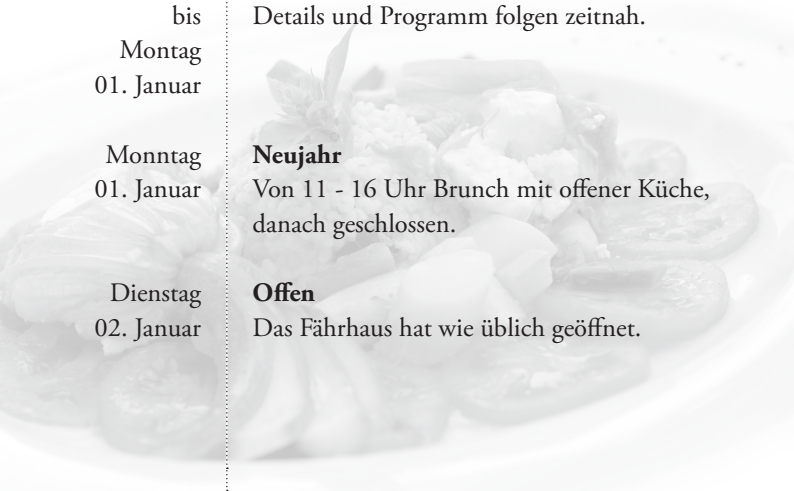 bis
Details und Programm folgen zeitnah.
Montag
01. Januar
Monntag
Neujahr
01. Januar
Von 11 - 16 Uhr Brunch mit offener Küche,
danach geschlossen.
Dienstag
Offen
02. Januar
Das Fährhaus hat wie üblich geöffnet.